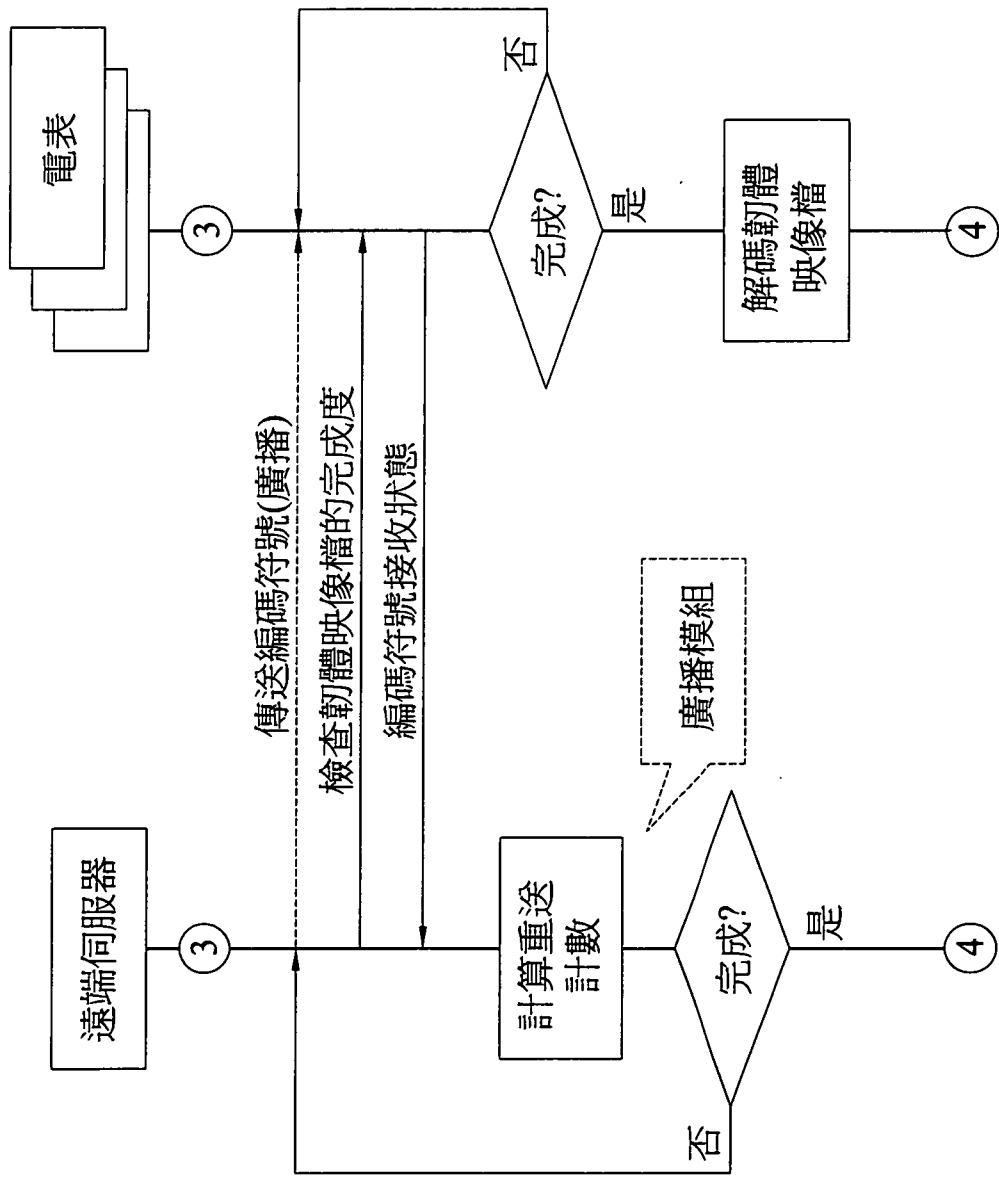 遠端伺服器
電表
3
3
傳送編碼符號(廣播)
檢查韌體映像檔的完成度
編碼符號接收狀態
計算重送
計數
廣播模組
完成?
否
是
完成?
否
是
解碼韌體
映像檔
4
4